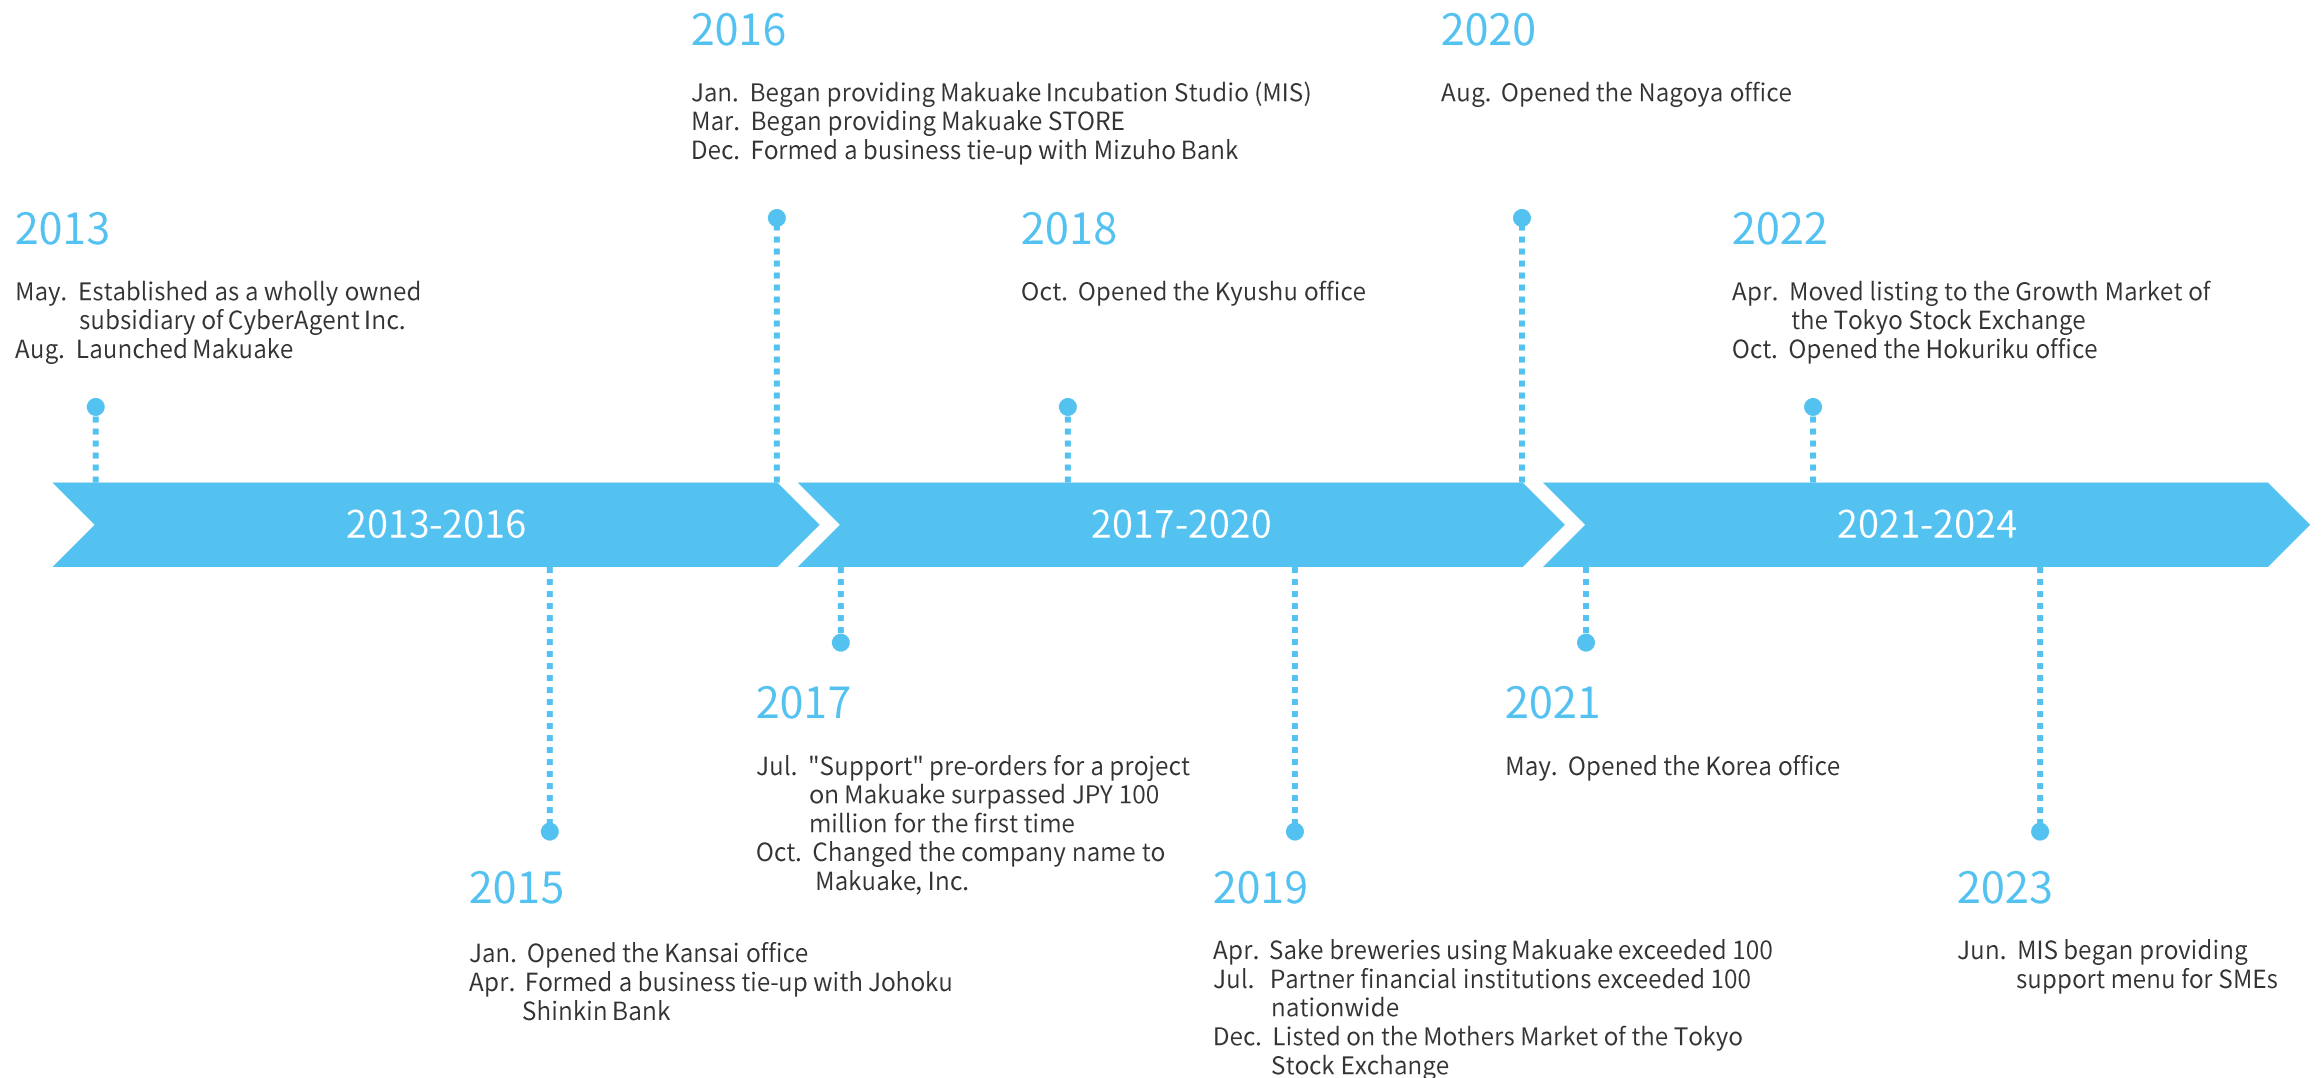 2013
May. Established as a wholly owned
subsidiary of CyberAgent Inc.
Aug. Launched Makuake
2016
Jan. Began providing Makuake Incubation Studio (MIS)
Mar. Began providing Makuake STORE
Dec. Formed a business tie-up with Mizuho Bank
2018
Oct. Opened the Kyushu office
2020
Aug. Opened the Nagoya office
2022
Apr. Moved listing to the Growth Market of
the Tokyo Stock Exchange
Oct. Opened the Hokuriku office
2013-2016
2017-2020
2021-2024
2015
Jan. Opened the Kansai office
Apr. Formed a business tie-up with Johoku
Shinkin Bank
2017
Jul. "Support" pre-orders for a project
on Makuake surpassed JPY 100
million for the first time
Oct. Changed the company name to
Makuake, Inc.
2019
Apr. Sake breweries using Makuake exceeded 100
Jul. Partner financial institutions exceeded 100
nationwide
Dec. Listed on the Mothers Market of the Tokyo
Stock Exchange
2021
May. Opened the Korea office
2023
Jun. MIS began providing
support menu for SMEs